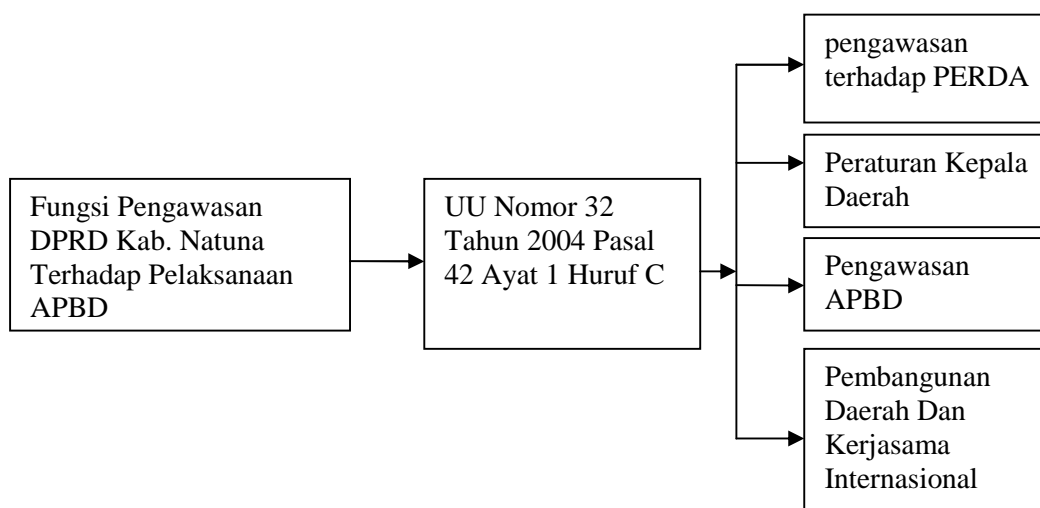 Fungsi Pengawasan
DPRD Kab. Natuna
Terhadap Pelaksanaan
APBD
UU Nomor 32
Tahun 2004 Pasal
42 Ayat 1 Huruf C
pengawasan
terhadap PERDA
Peraturan Kepala
Daerah
Pengawasan
APBD
Pembangunan
Daerah Dan
Kerjasama
Internasional